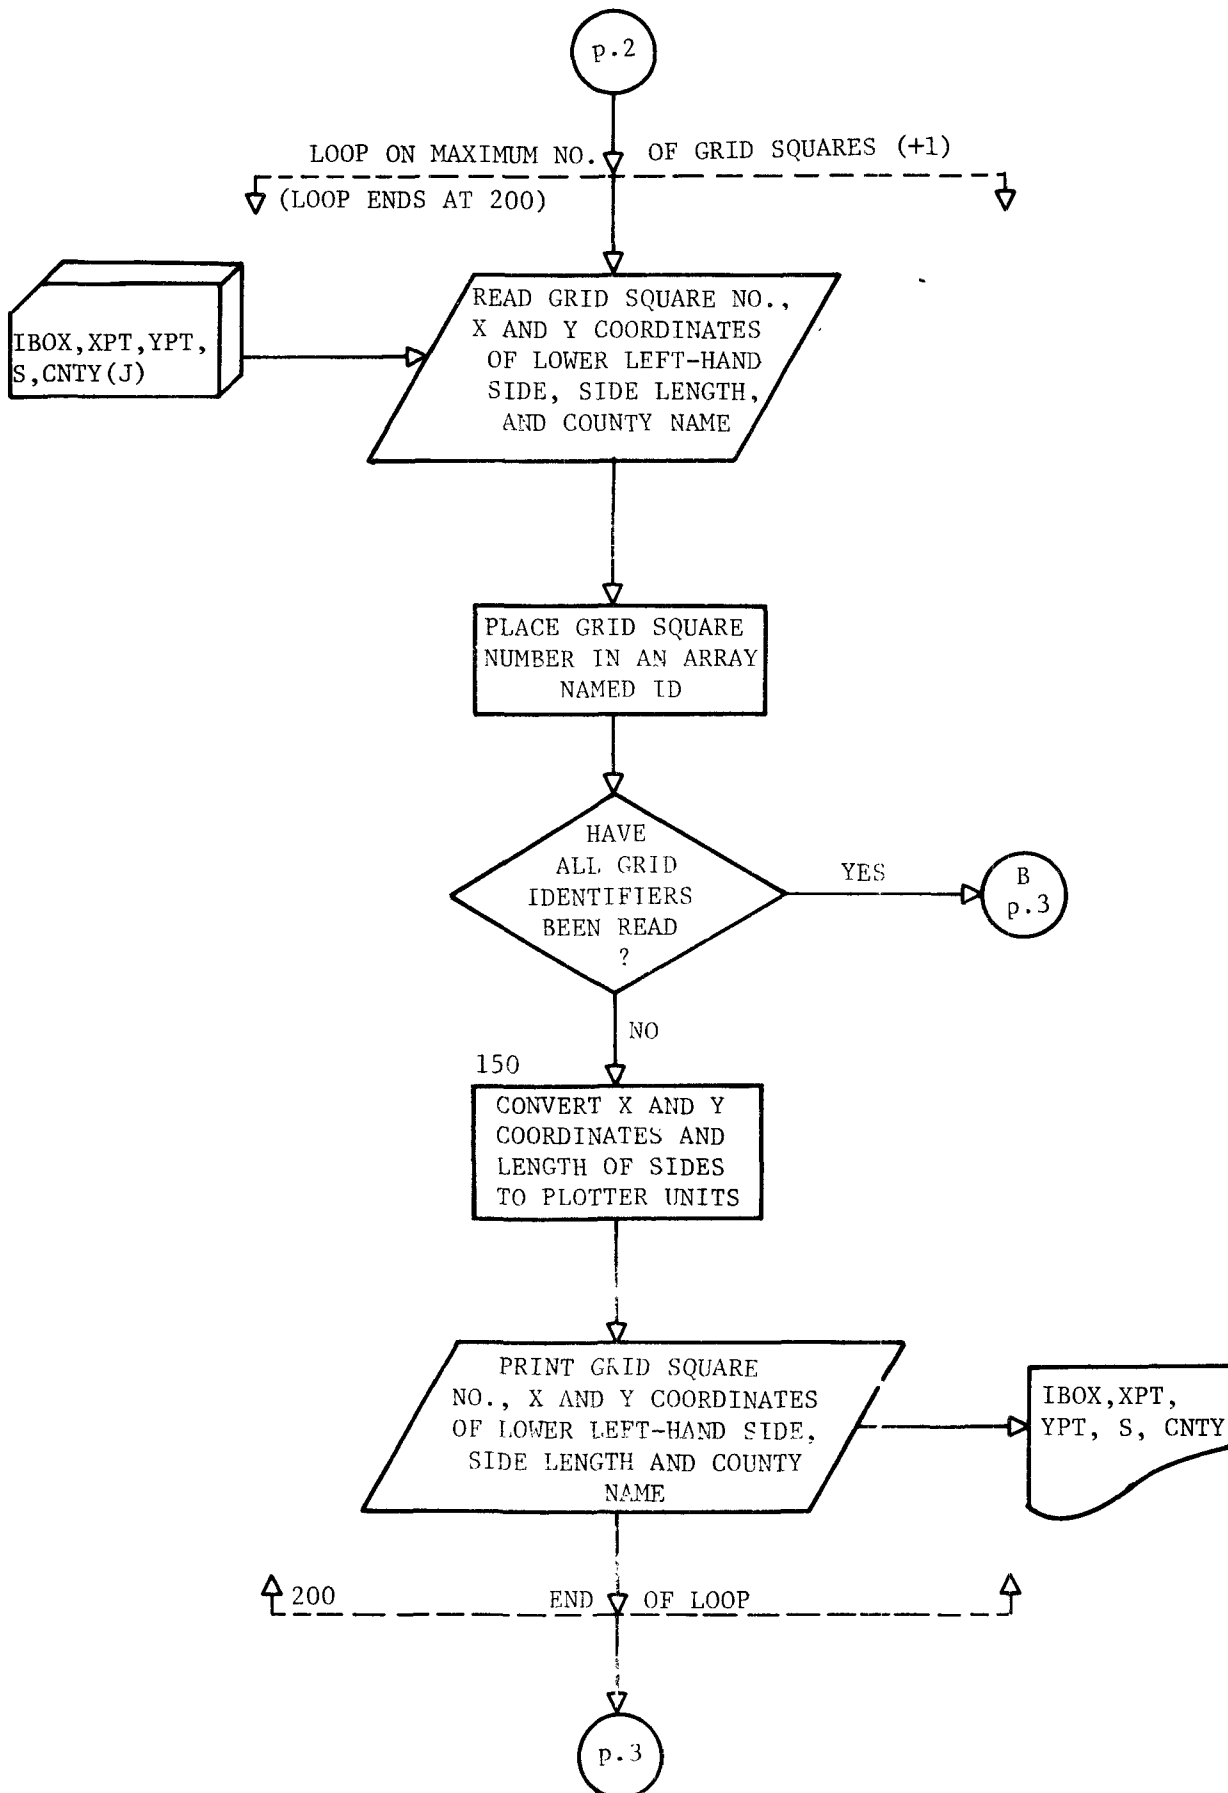 p.2
LOOP ON MAXIMUM NO. OF GRID SQUARES (+1)
(LOOP ENDS AT 200)
IBOX,XPT,YPT,
S,CNTY(J)
READ GRID SQUARE NO.,
X AND Y COORDINATES
OF LOWER LEFT-HAND
SIDE, SIDE LENGTH,
AND COUNTY NAME
PLACE GRID SQUARE
NUMBER IN AN ARRAY
NAMED ID
HAVE
ALL GRID
IDENTIFIERS
BEEN READ
?
YES
B
p.3
NO
150
CONVERT X AND Y
COORDINATES AND
LENGTH OF SIDES
TO PLOTTER UNITS
PRINT GRID SQUARE
NO., X AND Y COORDINATES
OF LOWER LEFT-HAND SIDE,
SIDE LENGTH AND COUNTY
NAME
IBOX,XPT,
YPT, S, CNTY
200 END OF LOOP
p.3